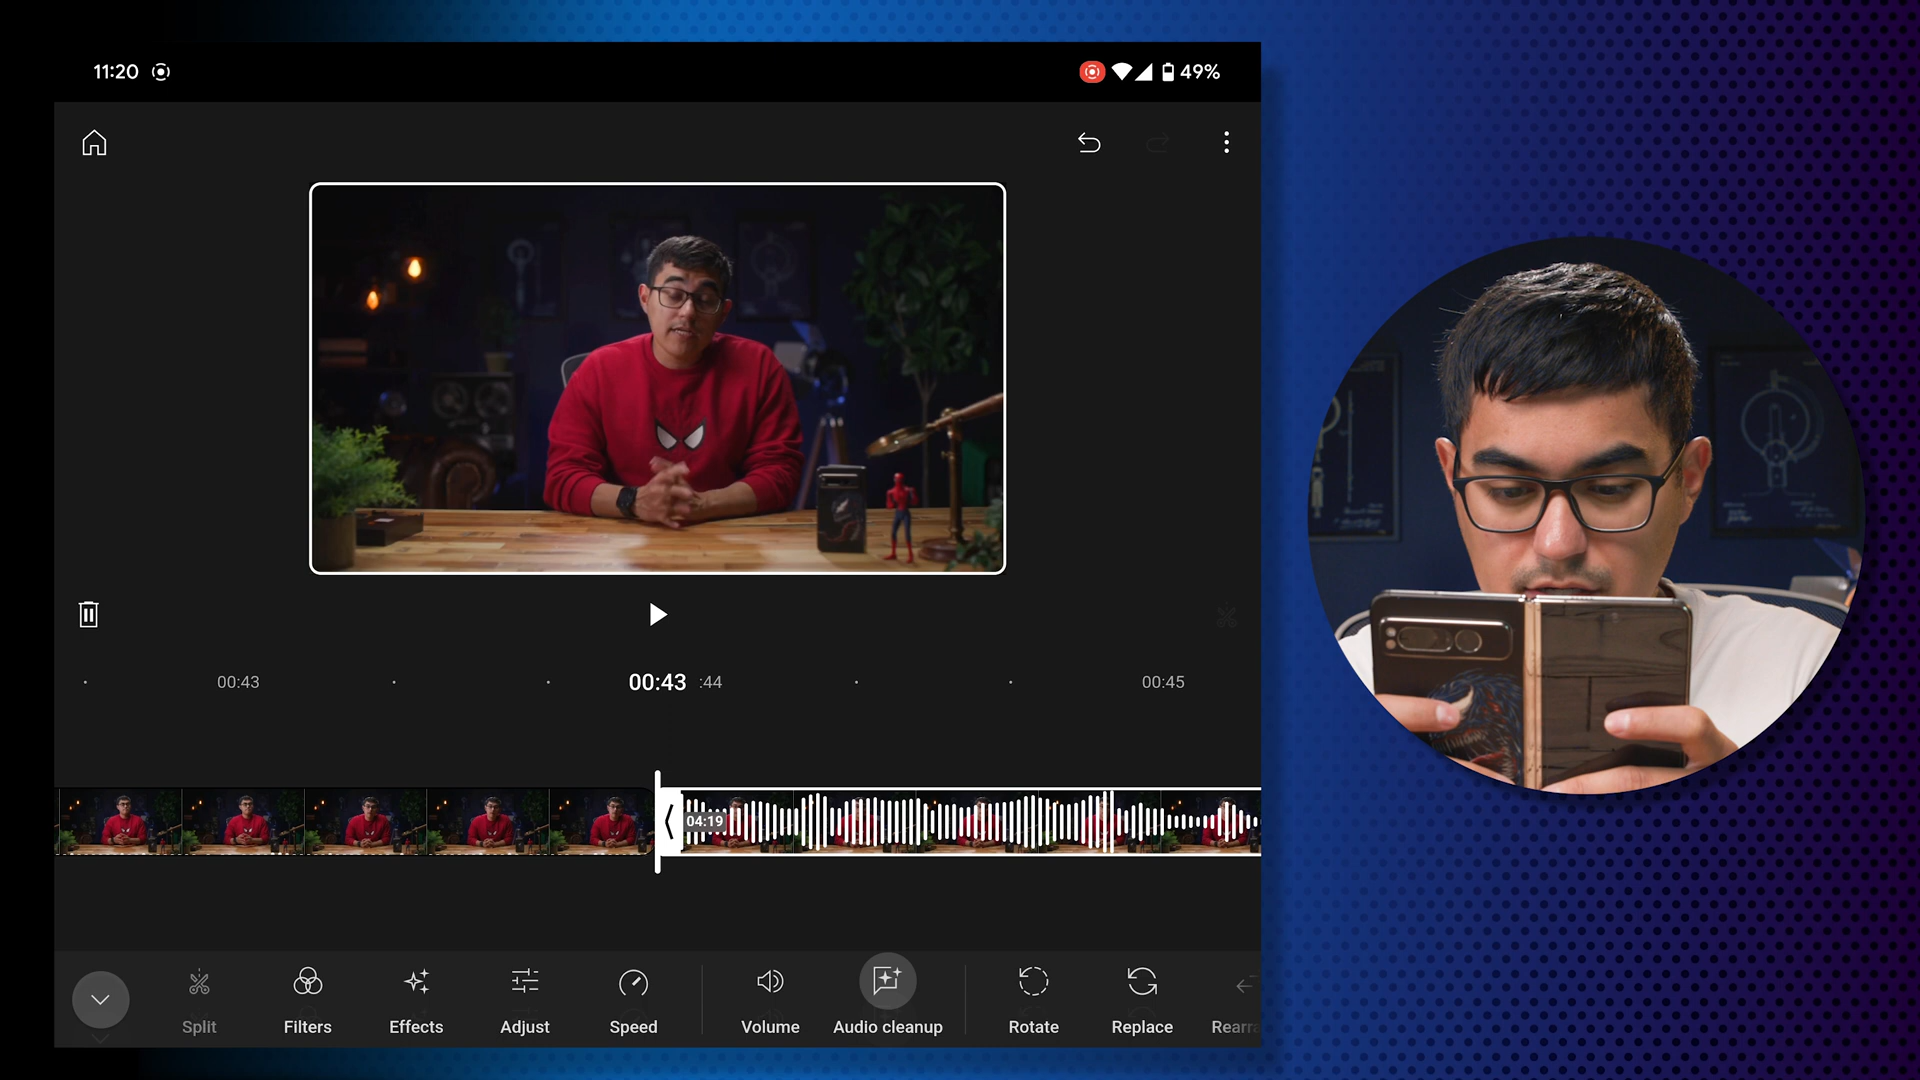 11:20 49%
00:43 00:43 :44 00:45
04:19
Split Filters Effects Adjust Speed Volume Audio cleanup Rotate Replace Rearra